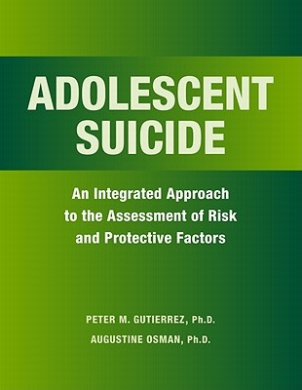 ADOLESCENT
SUICIDE
An Integrated Approach
to the Assessment of Risk
and Protective Factors
PETER M. GUTIERREZ, Ph.D.
AUGUSTINE OSMAN, Ph.D.